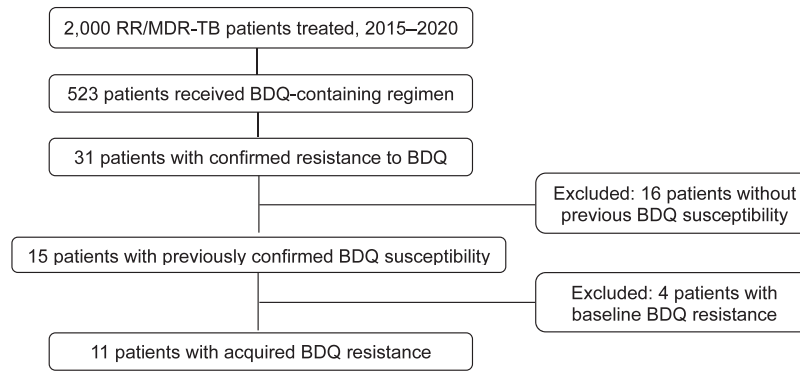 2,000 RR/MDR-TB patients treated, 2015–2020
523 patients received BDQ-containing regimen
31 patients with confirmed resistance to BDQ
Excluded: 16 patients without
previous BDQ susceptibility
15 patients with previously confirmed BDQ susceptibility
Excluded: 4 patients with
baseline BDQ resistance
11 patients with acquired BDQ resistance